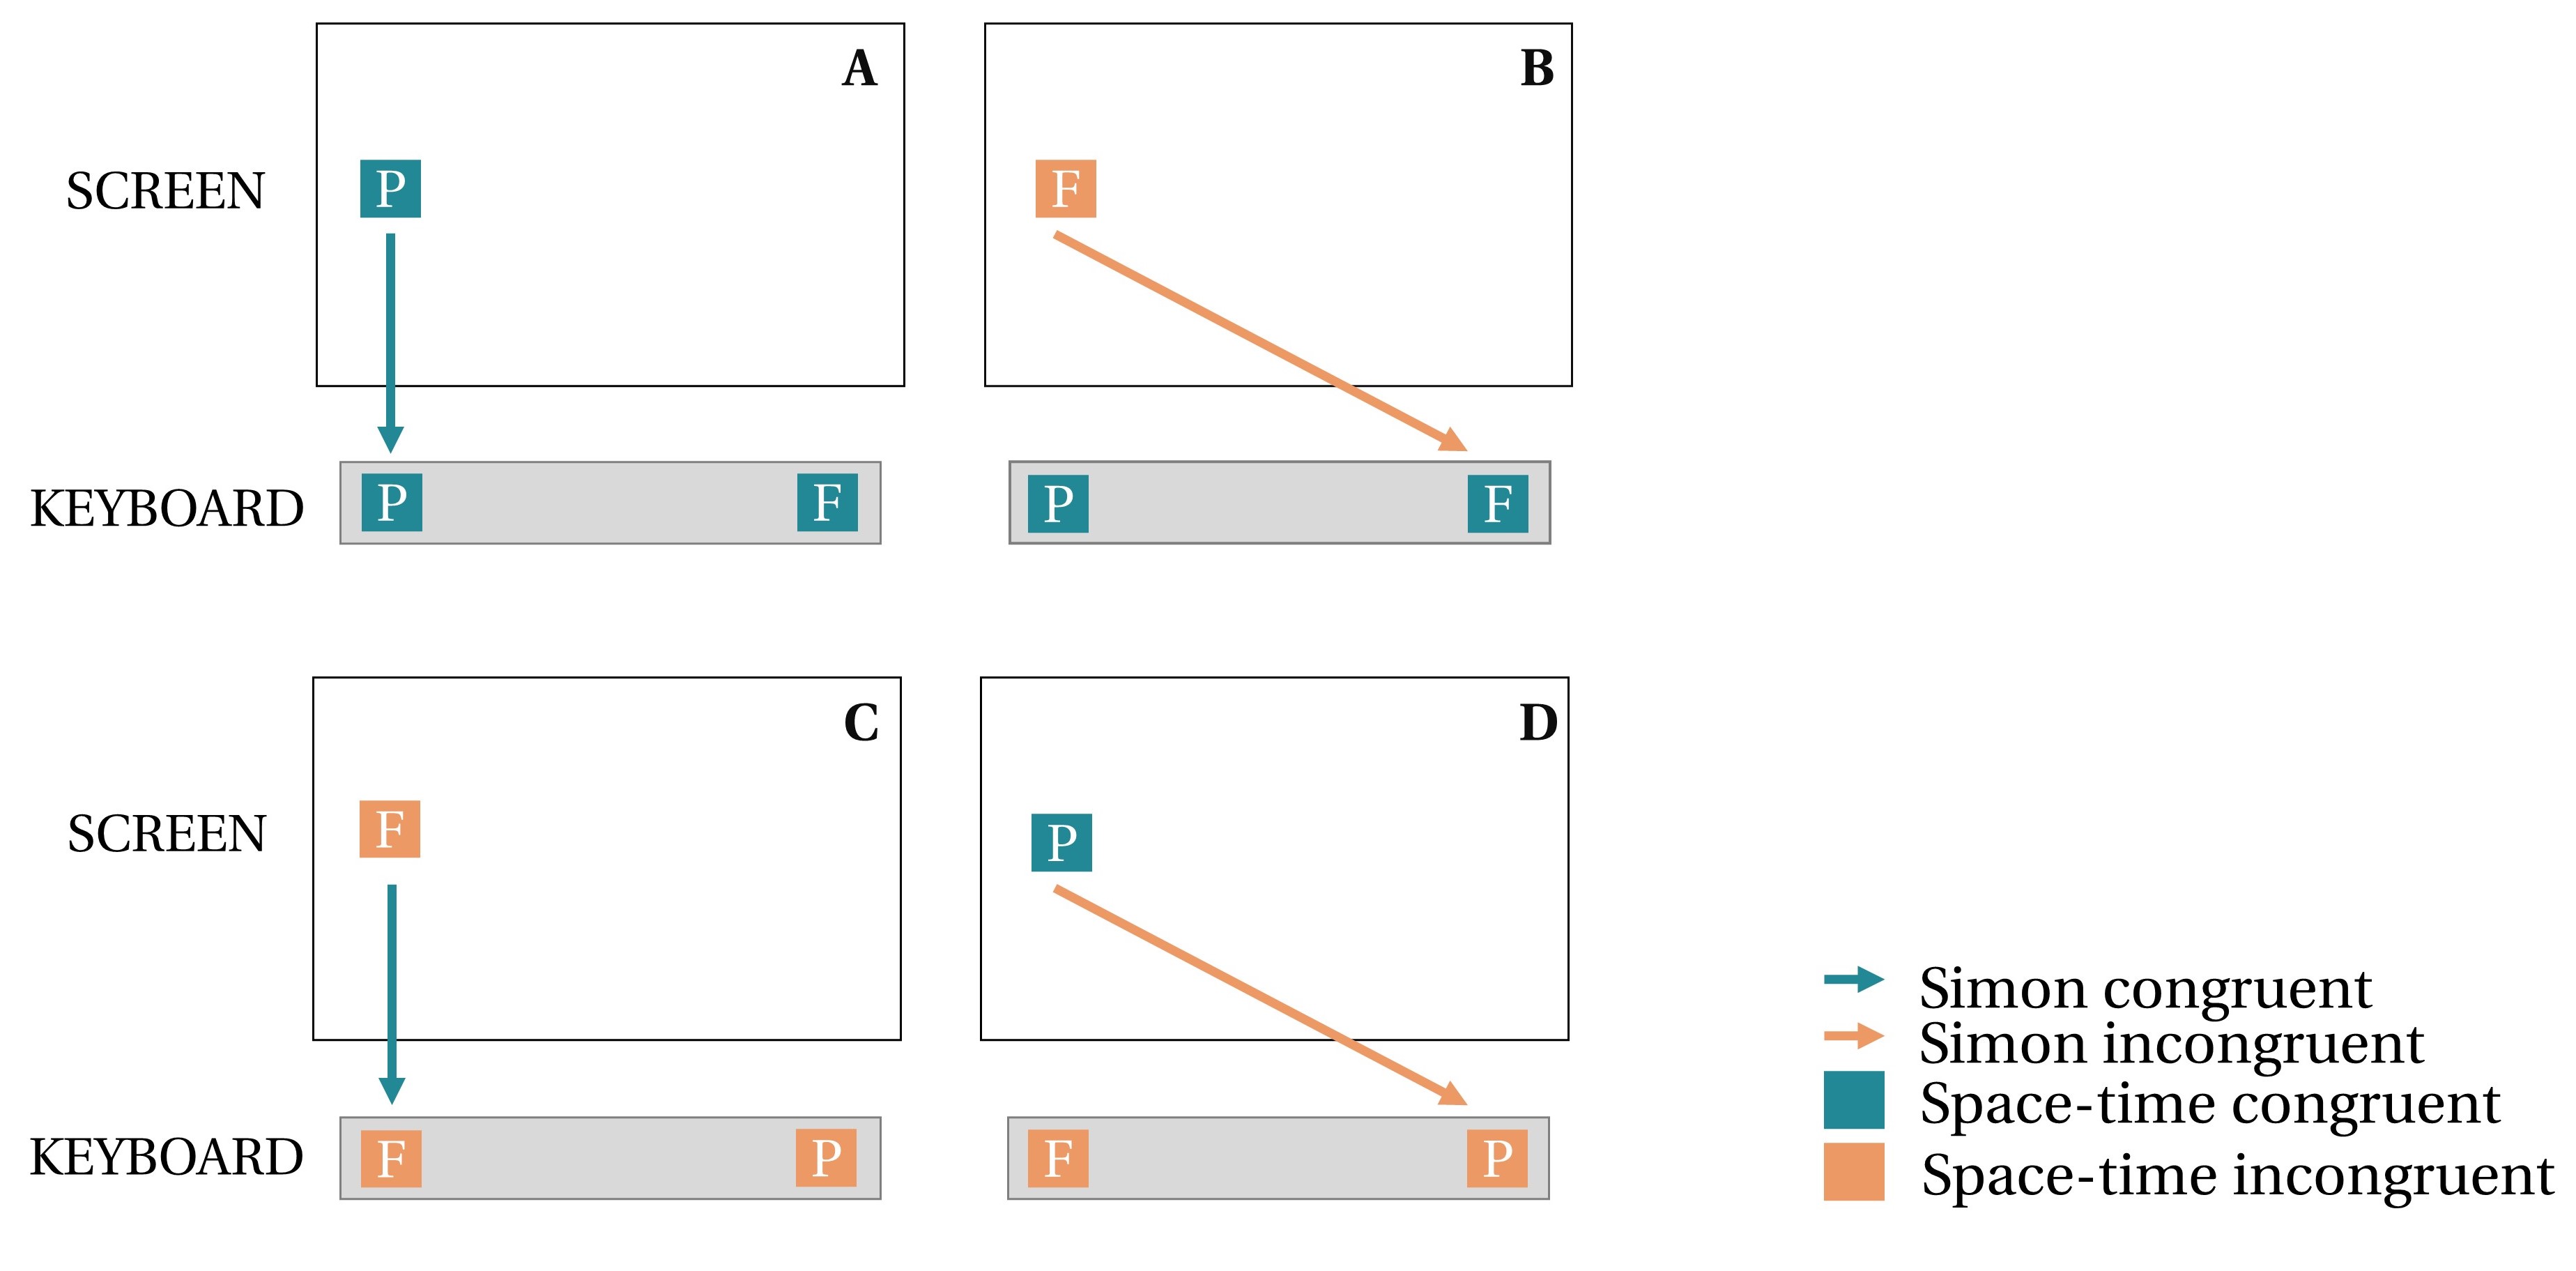 A
B
SCREEN
P
F
KEYBOARD
P
F
P
F
C
D
SCREEN
F
P
KEYBOARD
F
P
F
P
Simon congruent
Simon incongruent
Space-time congruent
Space-time incongruent